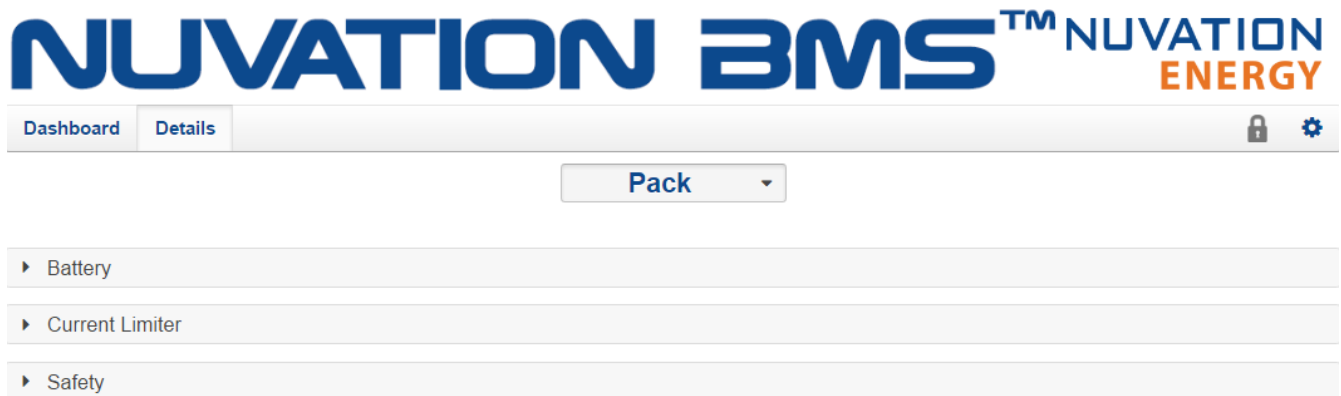 NUVATION BMS™ NUVATION ENERGY
Dashboard Details
Pack
Battery
Current Limiter
Safety